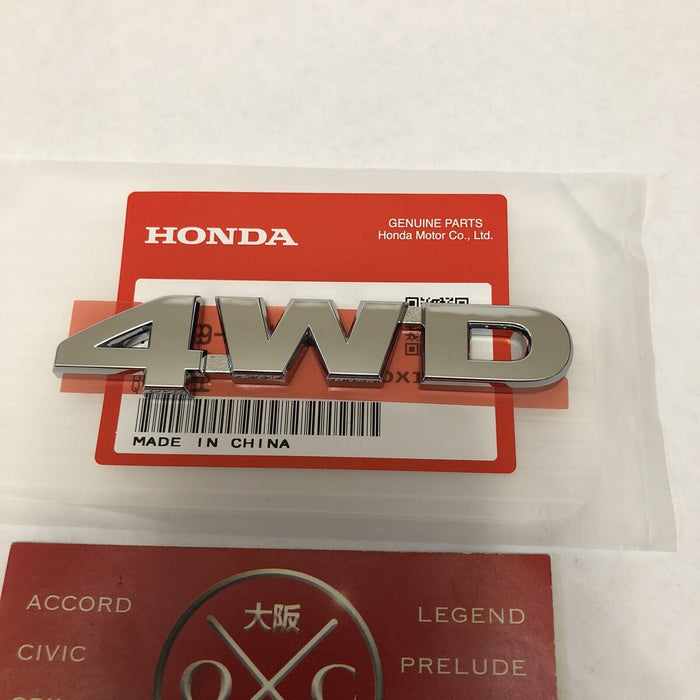 HONDA
GENUINE PARTS
Honda Motor Co., Ltd.
4WD
MADE IN CHINA
大阪
ACCORD
CIVIC
LEGEND
PRELUDE
O C